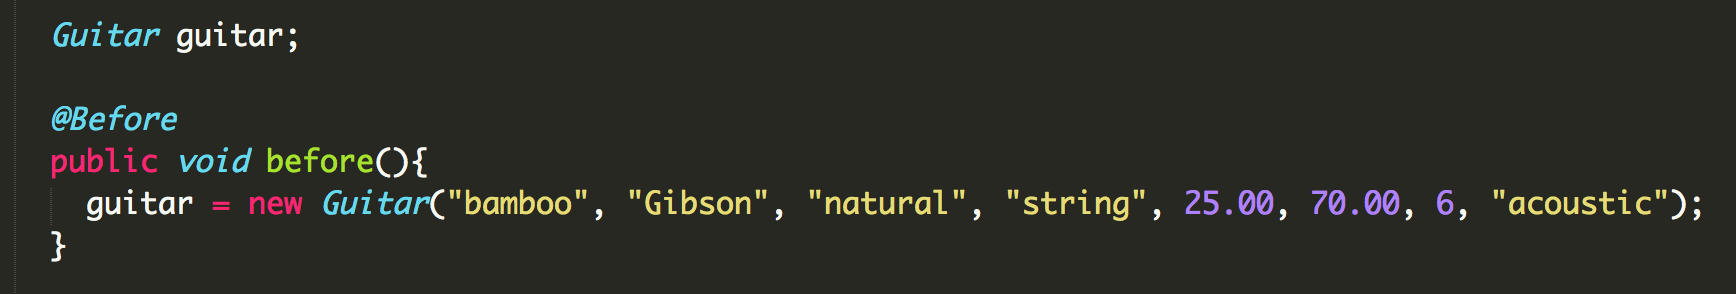 Guitar guitar;
@Before
public void before(){
guitar = new Guitar("bamboo", "Gibson", "natural", "string", 25.00, 70.00, 6, "acoustic");
}